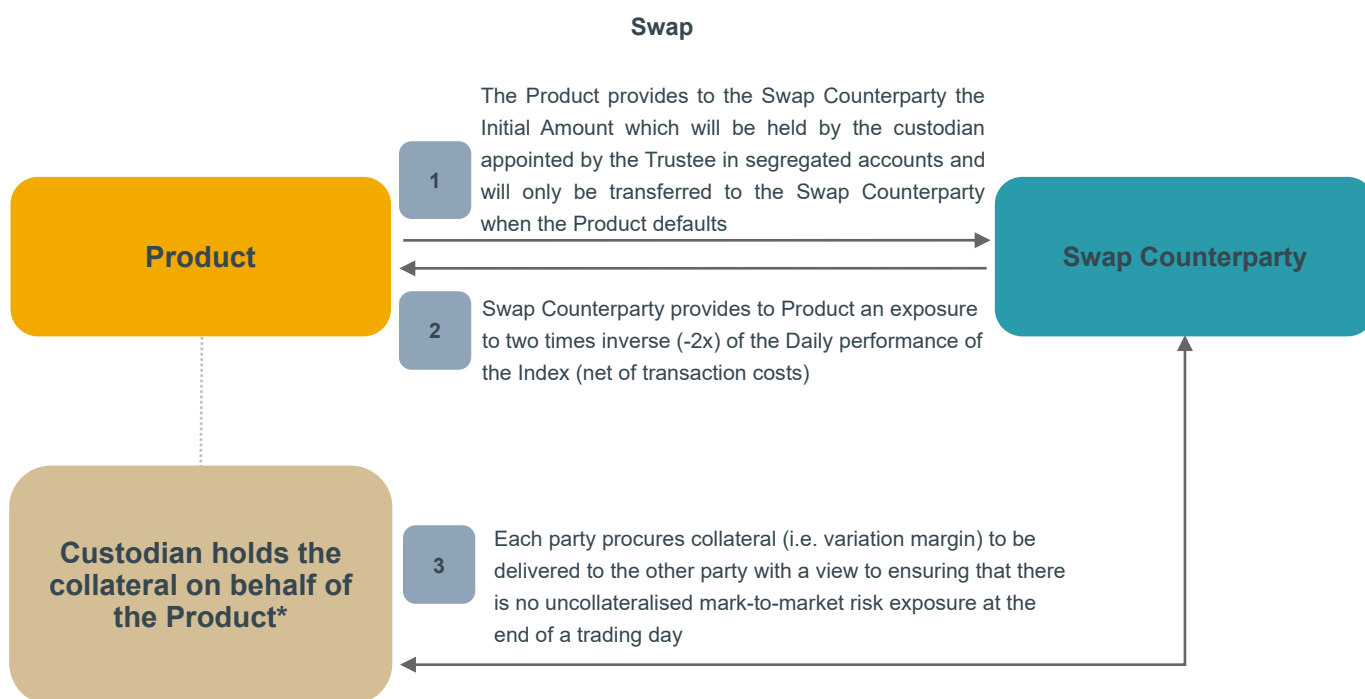 Swap
The Product provides to the Swap Counterparty the
Initial Amount which will be held by the custodian
appointed by the Trustee in segregated accounts and
will only be transferred to the Swap Counterparty
when the Product defaults
1
Product
Swap Counterparty
2
Swap Counterparty provides to Product an exposure
to two times inverse (-2x) of the Daily performance of
the Index (net of transaction costs)
Custodian holds the
collateral on behalf of
the Product*
3
Each party procures collateral (i.e. variation margin) to be
delivered to the other party with a view to ensuring that there
is no uncollateralised mark-to-market risk exposure at the
end of a trading day